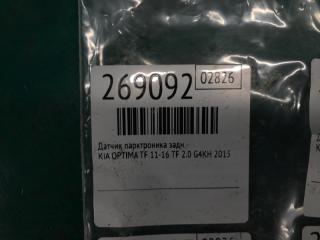 269092
02826
Датчик парктроника задн.
KIA OPTIMA TF 11-16 TF 2.0 G4KH 2015